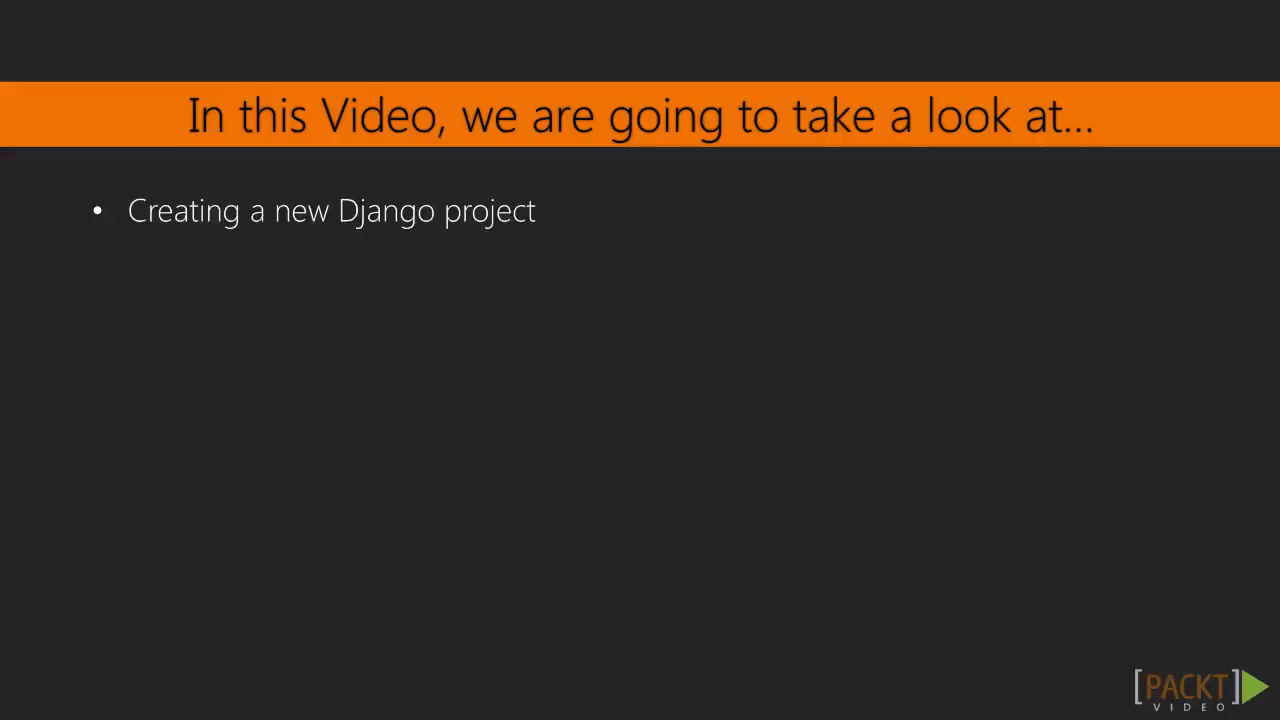 In this Video, we are going to take a look at...
• Creating a new Django project
[PACKT]
VIDEO